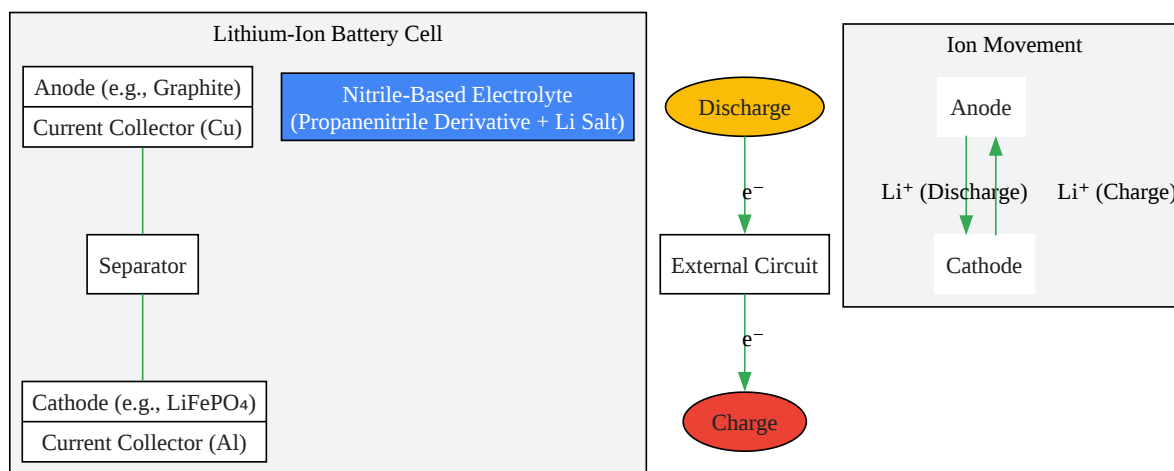 Lithium-Ion Battery Cell
Anode (e.g., Graphite)
Current Collector (Cu)
Nitrile-Based Electrolyte
(Propanenitrile Derivative + Li Salt)
Separator
Cathode (e.g., LiFePO₄)
Current Collector (Al)
Discharge
e⁻
External Circuit
e⁻
Charge
Ion Movement
Anode
Li⁺ (Discharge)
Li⁺ (Charge)
Cathode